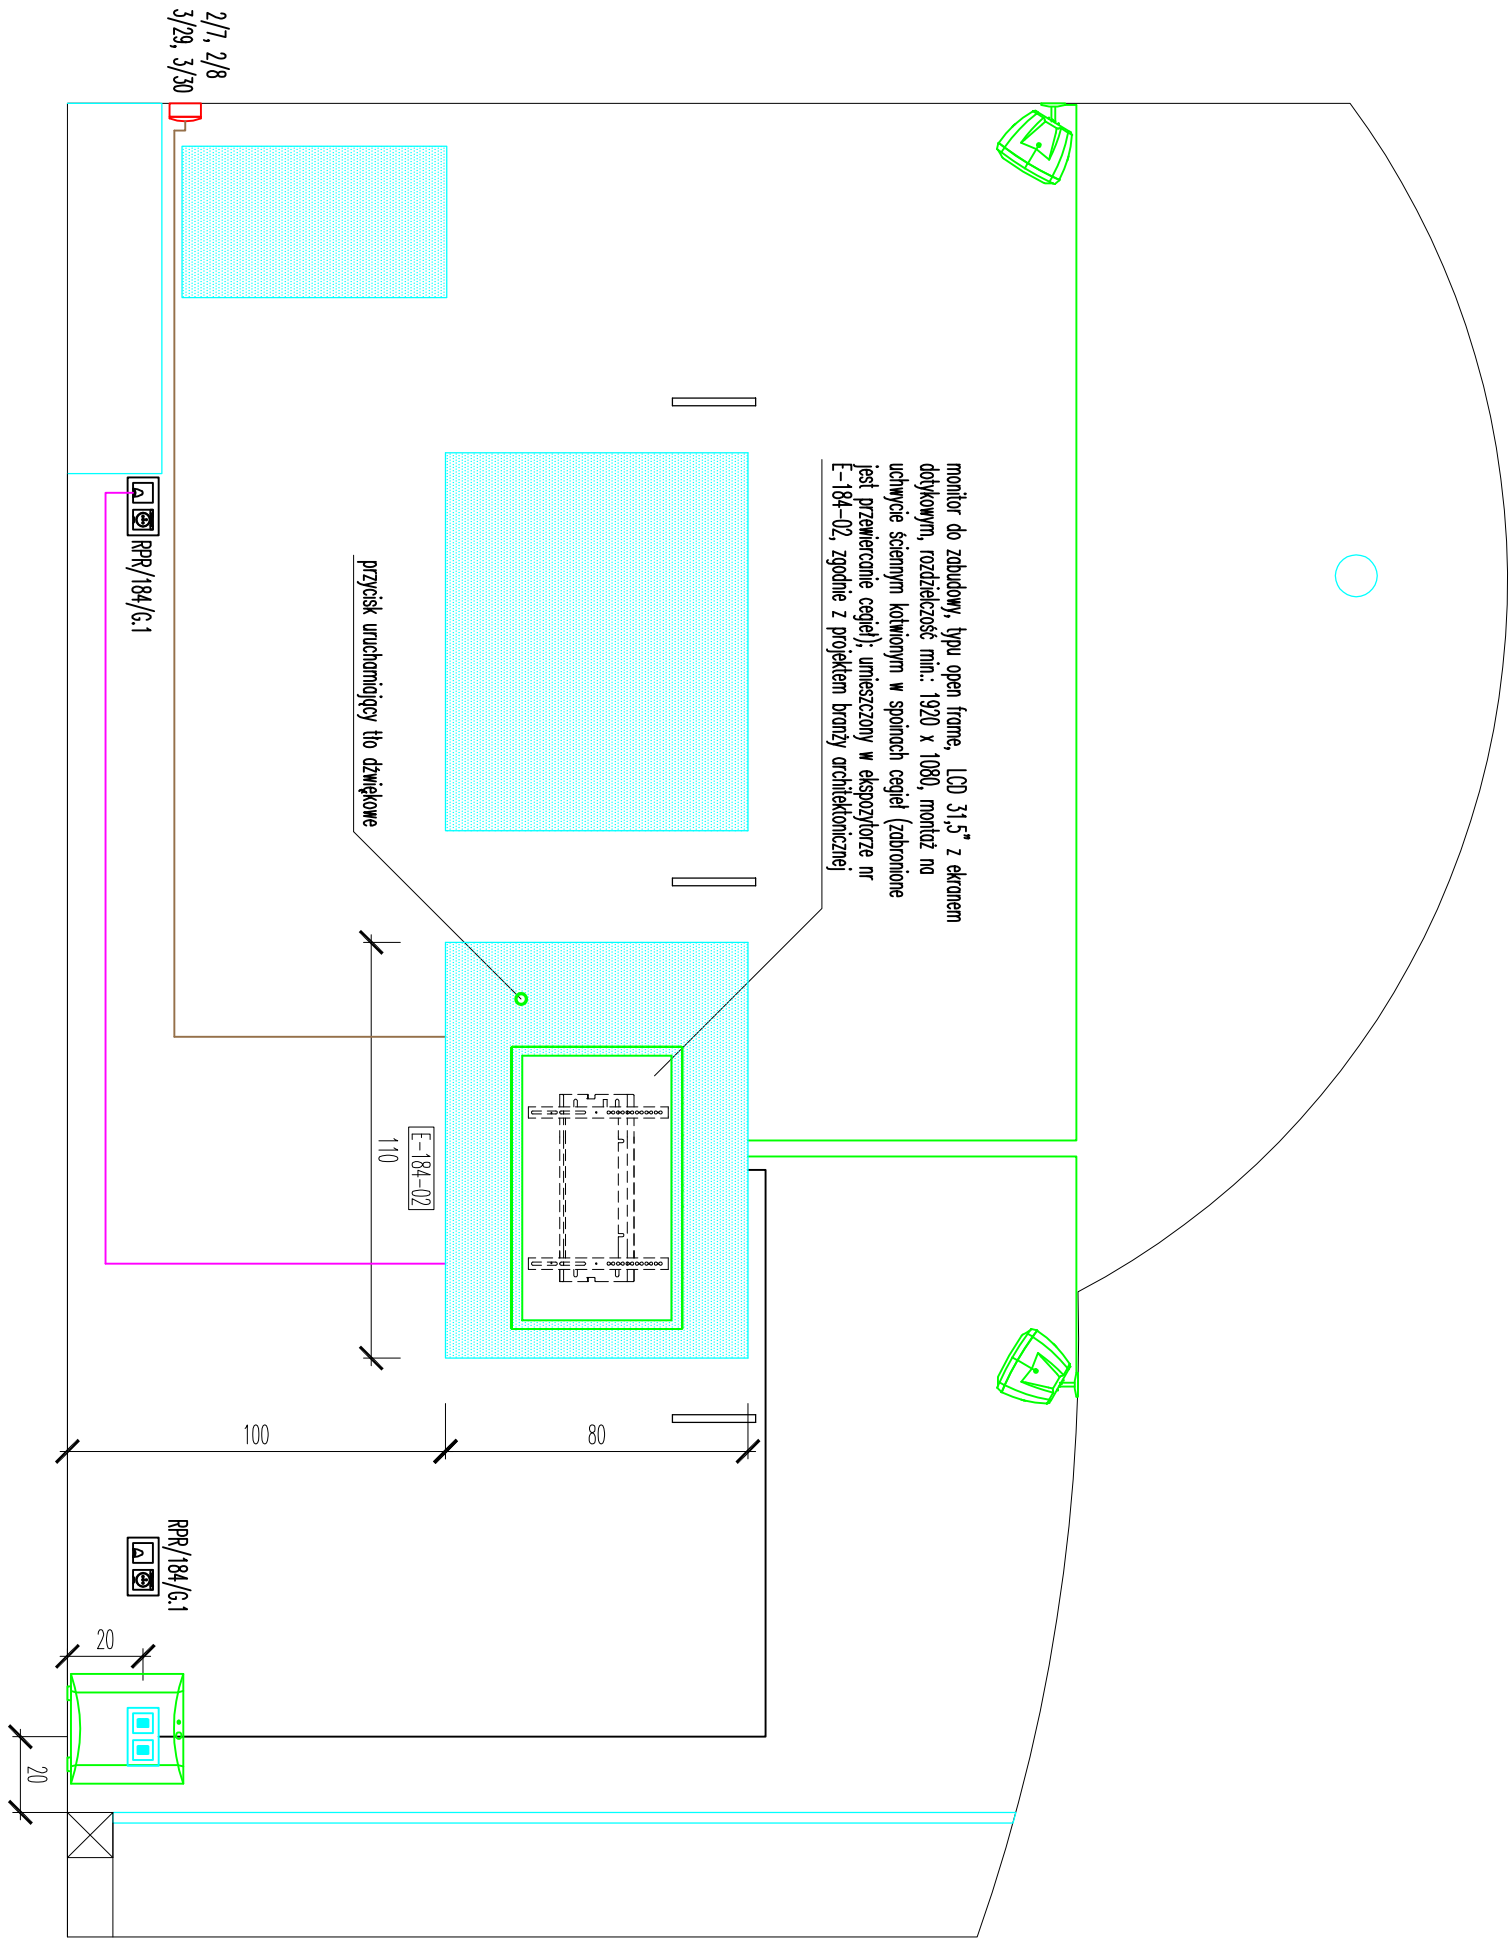 2/7, 2/8
3/29, 3/30
monitor do zabudowy, typu open frame, LCD 31,5" z ekranem
dotykowym, rozdzielczość min.: 1920 x 1080, montaż na
uchwycie ściennym kotwionym w spoinach cegieł (zabronione
jest przewiercanie cegieł); umieszczony w ekspozytorze nr
E-184-02, zgodnie z projektem branży architektonicznej
przycisk uruchamiający tło dźwiękowe
RPR/184/G.1
E-184-02
110
80
100
RPR/184/G.1
20
20